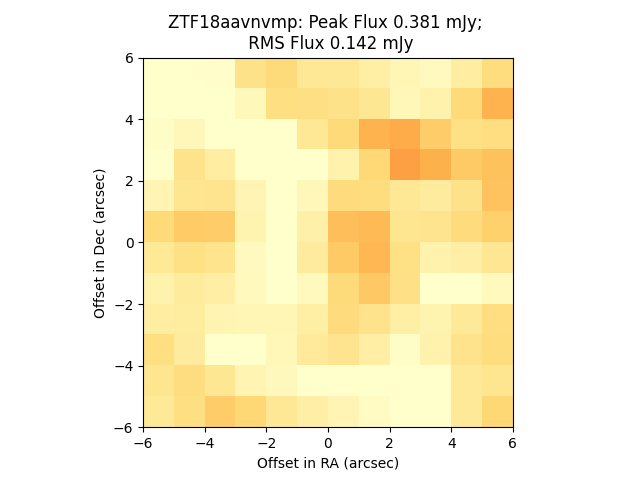 ZTF18aavnvmp: Peak Flux 0.381 mJy;
RMS Flux 0.142 mJy
6
4
2
0
−2
−4
−6
Offset in Dec (arcsec)
−6 −4 −2 0 2 4 6
Offset in RA (arcsec)